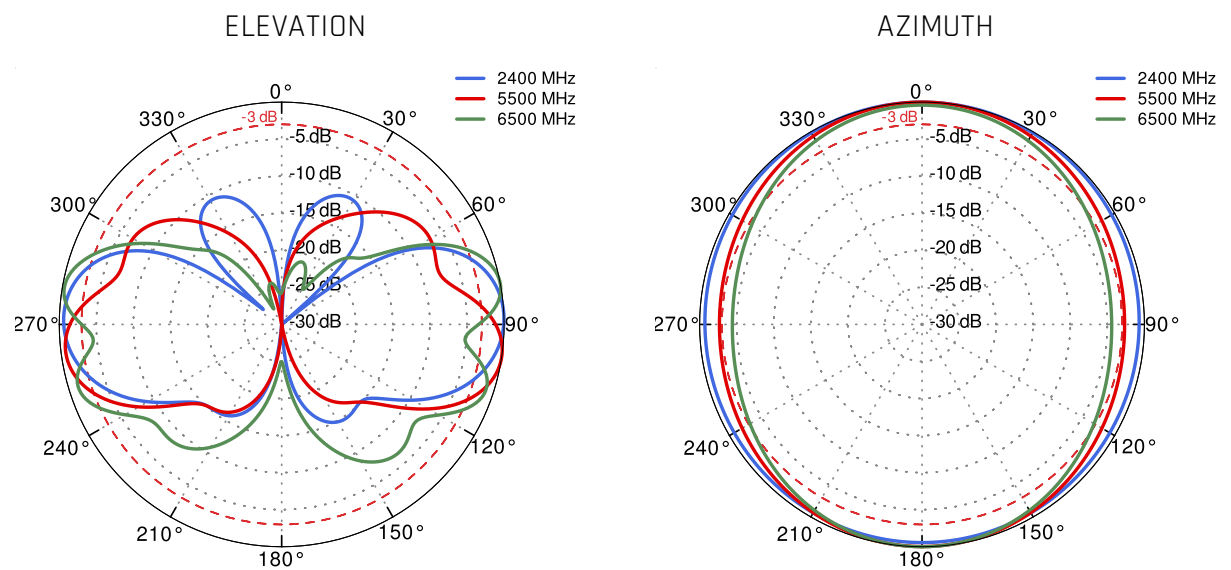 ELEVATION
2400 MHz
5500 MHz
6500 MHz
0°
330°
-3 dB
30°
-5 dB
-10 dB
300°
-15 dB
60°
-20 dB
-25 dB
270°
-30 dB
90°
240°
120°
210°
150°
180°
AZIMUTH
2400 MHz
5500 MHz
6500 MHz
0°
330°
-3 dB
30°
-5 dB
-10 dB
300°
-15 dB
60°
-20 dB
-25 dB
270°
-30 dB
90°
240°
120°
210°
150°
180°